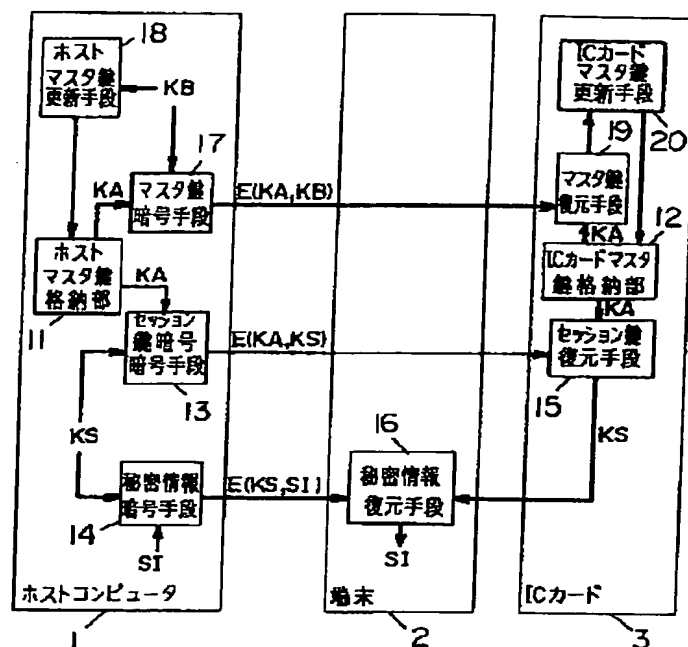 18
ホスト
マスタ鍵
更新手段
KB
17
KA
マスタ鍵
暗号手段
E(KA,KB)
ホスト
マスタ鍵
格納部
11
KA
セッション
鍵暗号
暗号手段
13
E(KA,KS)
KS
秘密情報
暗号手段
14
SI
E(KS,SI)
ホストコンピュータ
1
16
秘密情報
復元手段
SI
端末
2
ICカード
マスタ鍵
更新手段
20
19
マスタ鍵
復元手段
KA
12
ICカードマスタ
鍵格納部
KA
セッション鍵
復元手段
15
KS
ICカード
3